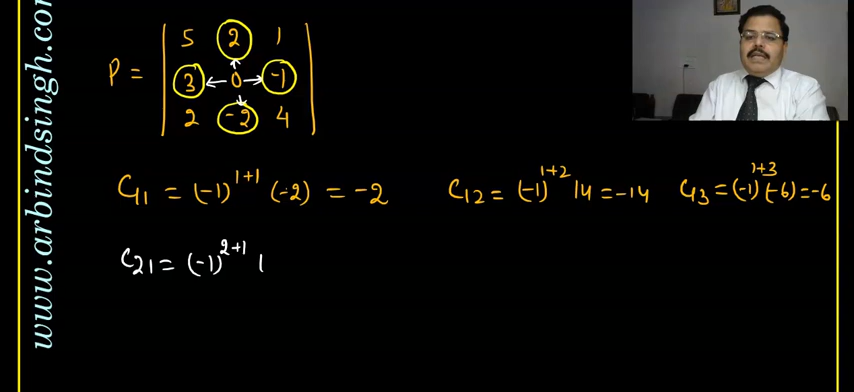 www.arbindsingh.com
5 2 1
P = 3 0 -1
2 -2 4
C11 = (-1)^1+1 (-2) = -2 C12 = (-1)^1+2 14 = -14 C13 = (-1)^1+3 (-6) = -6
C21 = (-1)^2+1 1